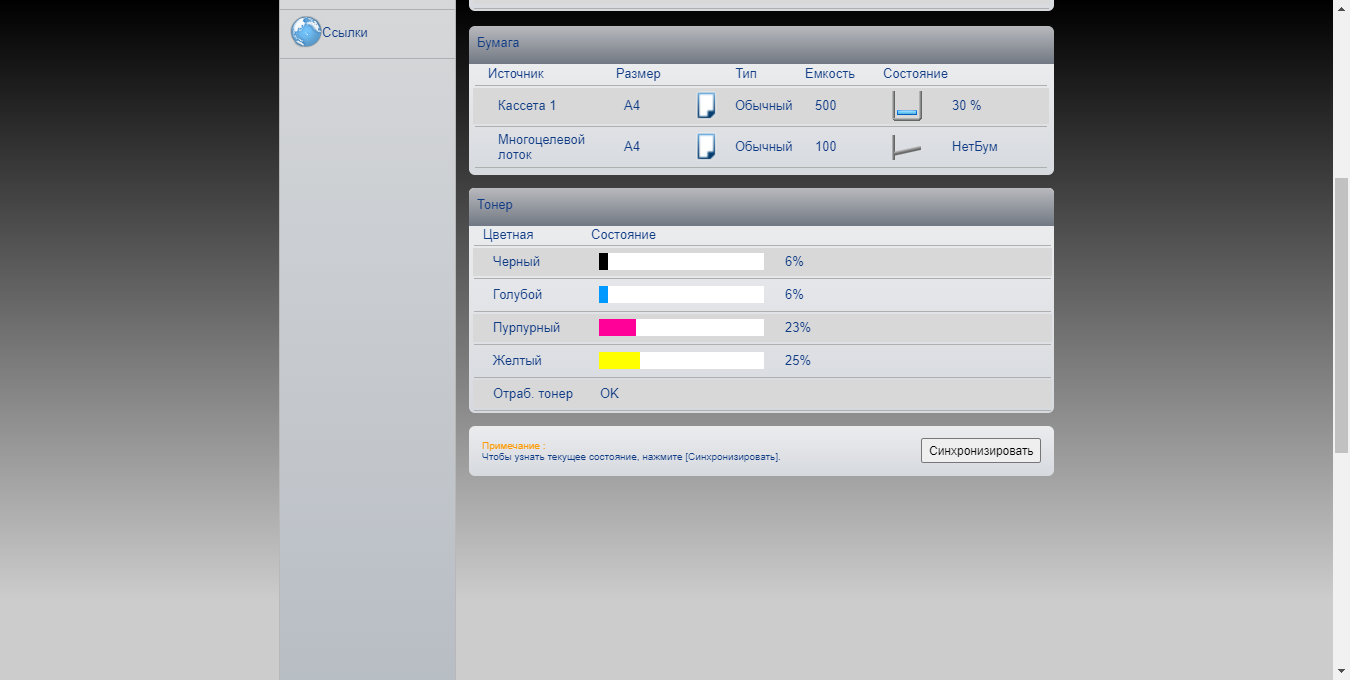 Ссылки
Бумага
Источник Размер Тип Емкость Состояние
Кассета 1 A4 Обычный 500 30 %
Многоцелевой
лоток A4 Обычный 100 НетБум
Тонер
Цветная Состояние
Черный 6%
Голубой 6%
Пурпурный 23%
Желтый 25%
Отраб. тонер OK
Примечание :
Чтобы узнать текущее состояние, нажмите [Синхронизировать].
Синхронизировать